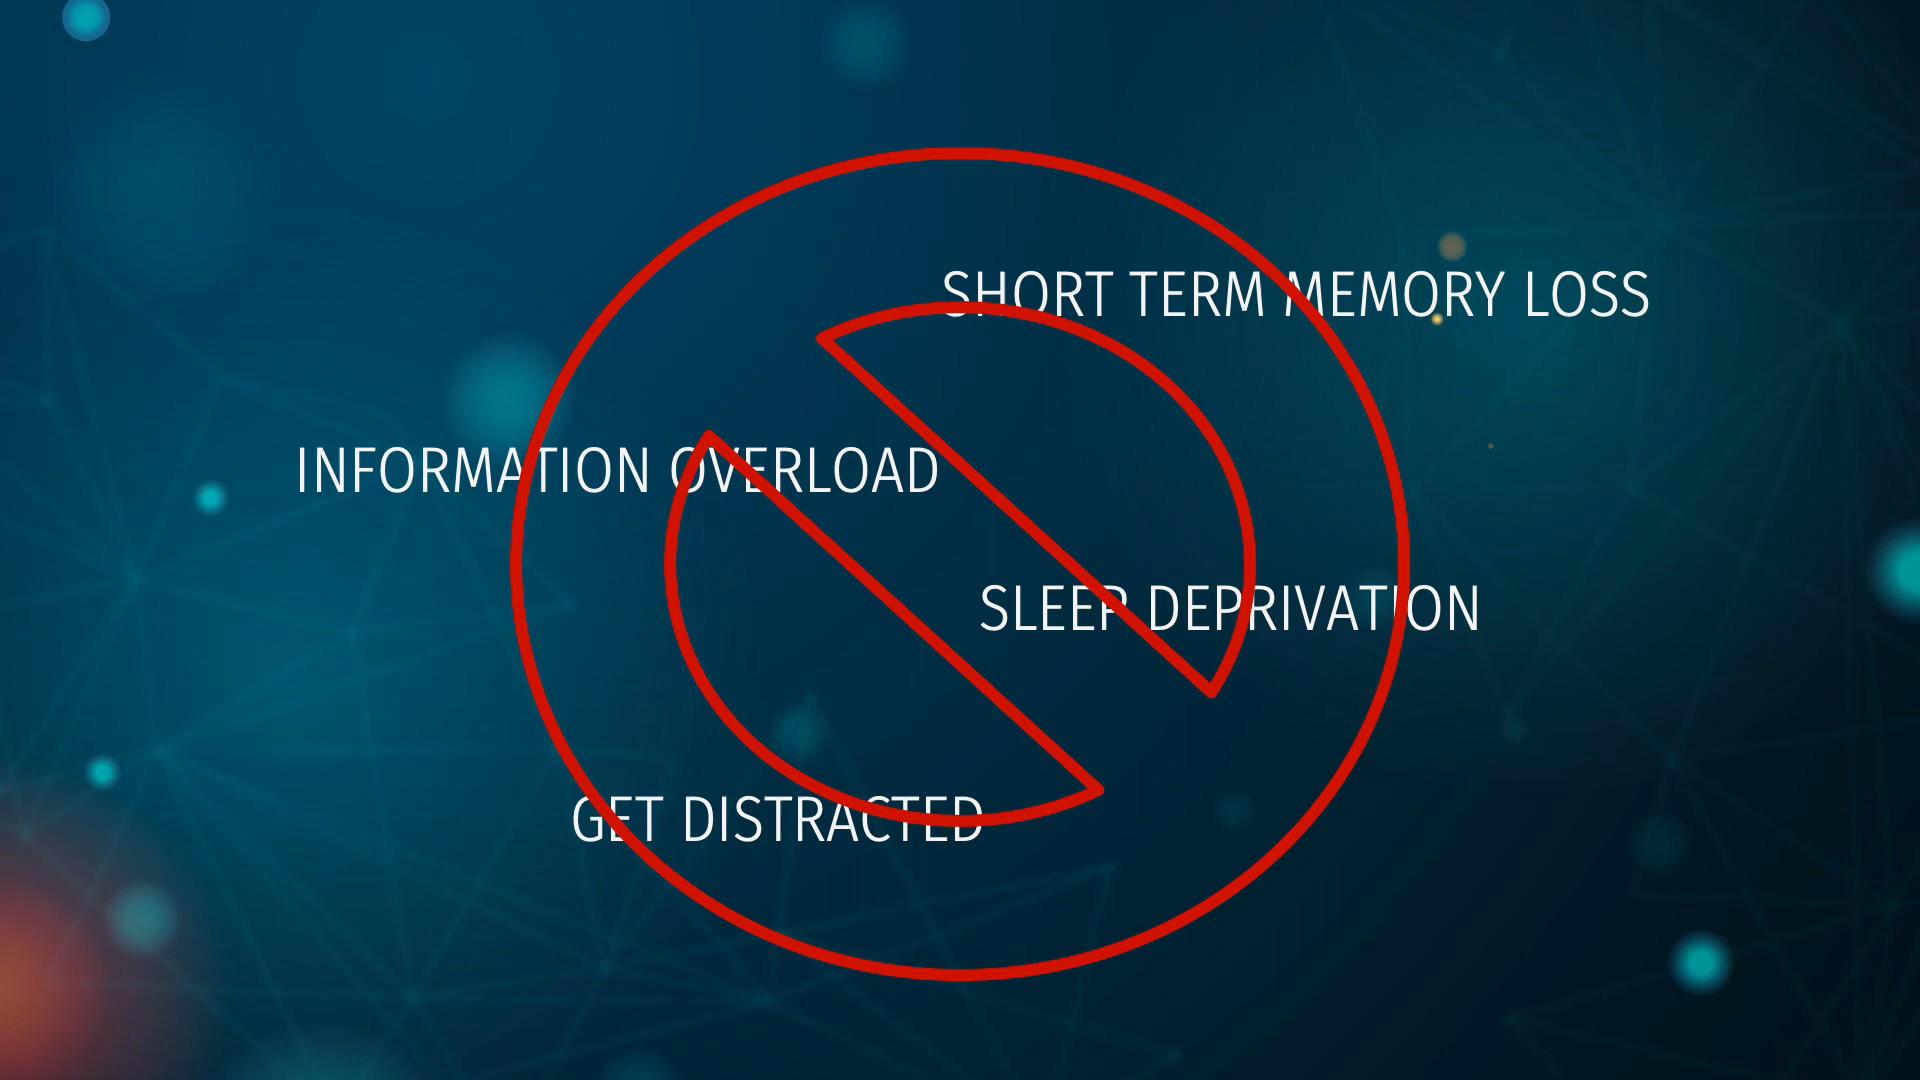 SHORT TERM MEMORY LOSS
INFORMATION OVERLOAD
SLEEP DEPRIVATION
GET DISTRACTED